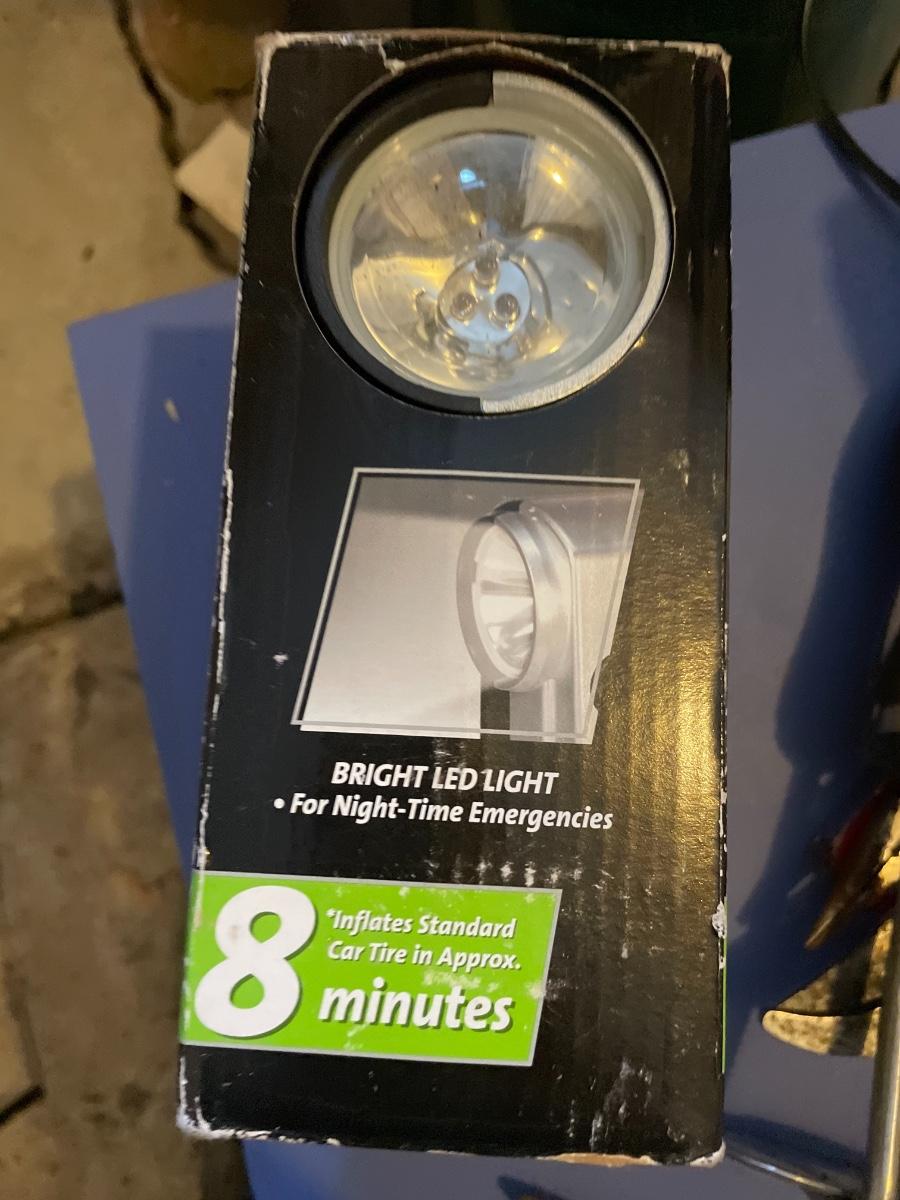 BRIGHT LED LIGHT
• For Night-Time Emergencies
8
*Inflates Standard
Car Tire in Approx.
minutes